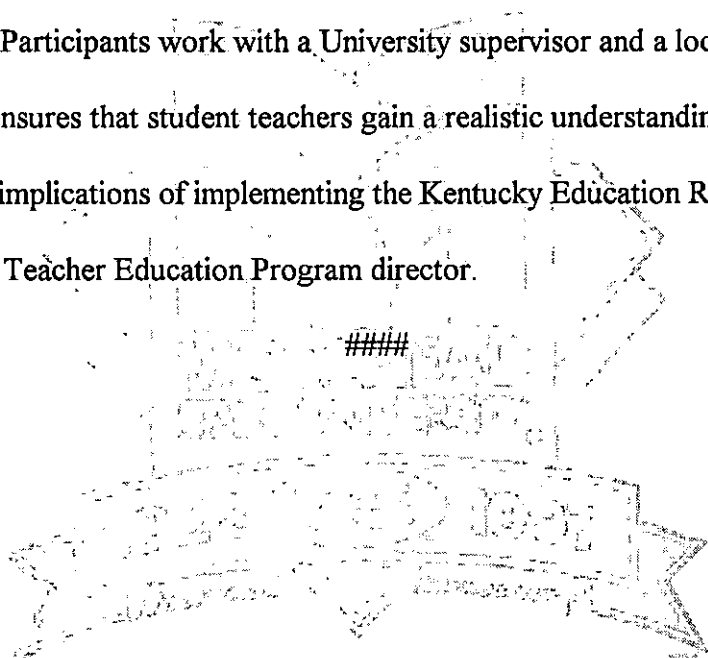 Participants work with a University supervisor and a loc
nsures that student teachers gain a realistic understandin
implications of implementing the Kentucky Education R
Teacher Education Program director.
####